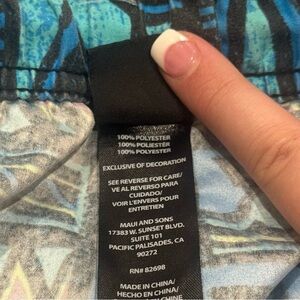 100% POLYESTER
100% POLIÉSTER
100% POLYESTER
EXCLUSIVE OF DECORATION
SEE REVERSE FOR CARE/
VE AL REVERSO PARA
CUIDADO/
VOIR L'ENVERS POUR
ENTRETIEN
MAUI AND SONS
17383 W. SUNSET BLVD.
SUITE 101
PACIFIC PALISADES, CA
90272
RN# 82698
MADE IN CHINA/
HECHO EN CHINA/
EN CHINE